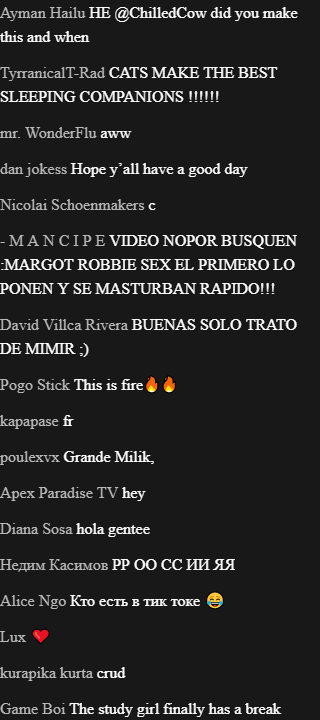 Ayman Hailu HE @ChilledCow did you make
this and when
TyrranicalT-Rad CATS MAKE THE BEST
SLEEPING COMPANIONS !!!!!!
mr. WonderFlu aww
dan jokess Hope y’all have a good day
Nicolai Schoenmakers c
- M A N C I P E VIDEO NOPOR BUSQUEN
:MARGOT ROBBIE SEX EL PRIMERO LO
PONEN Y SE MASTURBAN RAPIDO!!!
David Villca Rivera BUENAS SOLO TRATO
DE MIMIR ;)
Pogo Stick This is fire🔥🔥
kapapase fr
poulexvx Grande Milik,
Apex Paradise TV hey
Diana Sosa hola gentee
Недим Касимов РР ОО СС ИИ ЯЯ
Alice Ngo Кто есть в тик токе 😂
Lux ❤️
kurapika kurta crud
Game Boi The study girl finally has a break